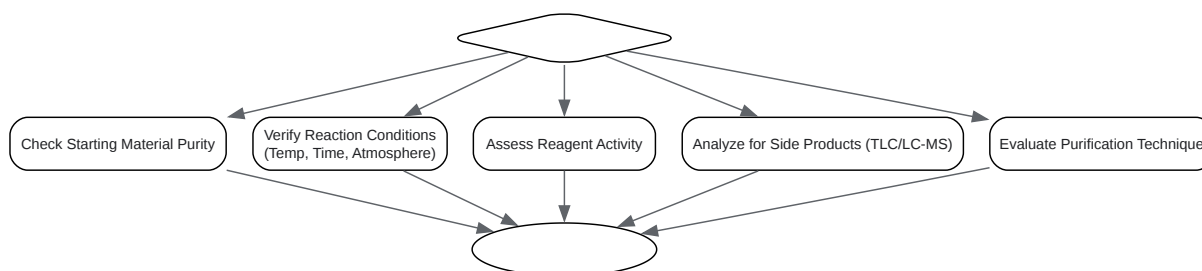 Check Starting Material Purity
Verify Reaction Conditions
(Temp, Time, Atmosphere)
Assess Reagent Activity
Analyze for Side Products (TLC/LC-MS)
Evaluate Purification Technique